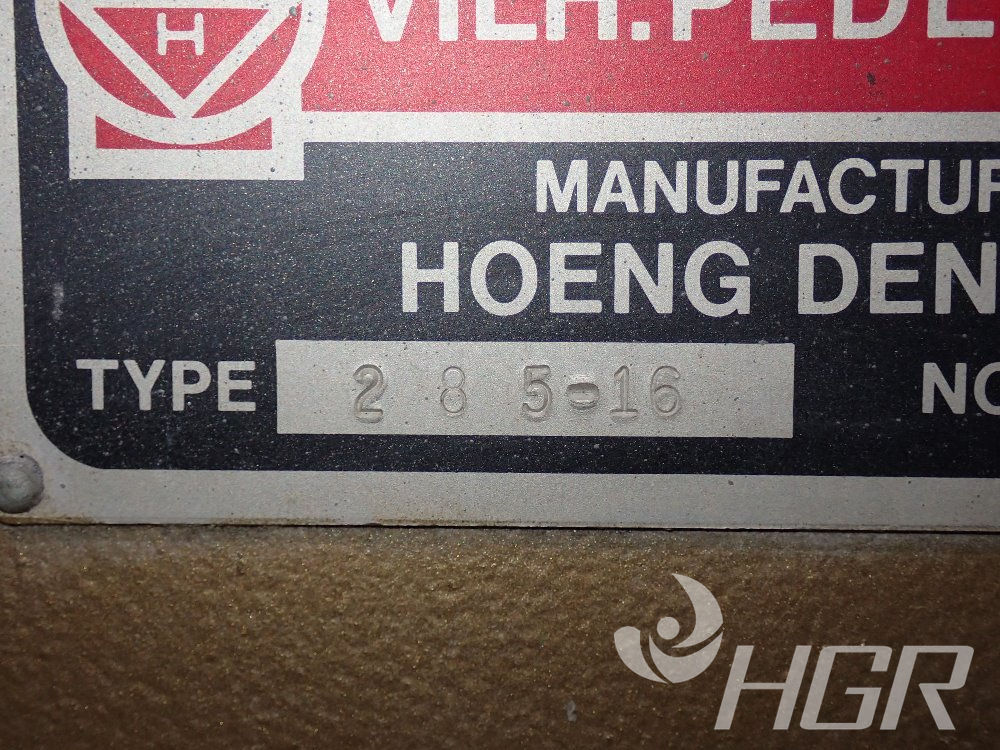 H
VILH.PEDE
MANUFACTUR
HOENG DEN
TYPE 2 8 5-16 NO
HGR